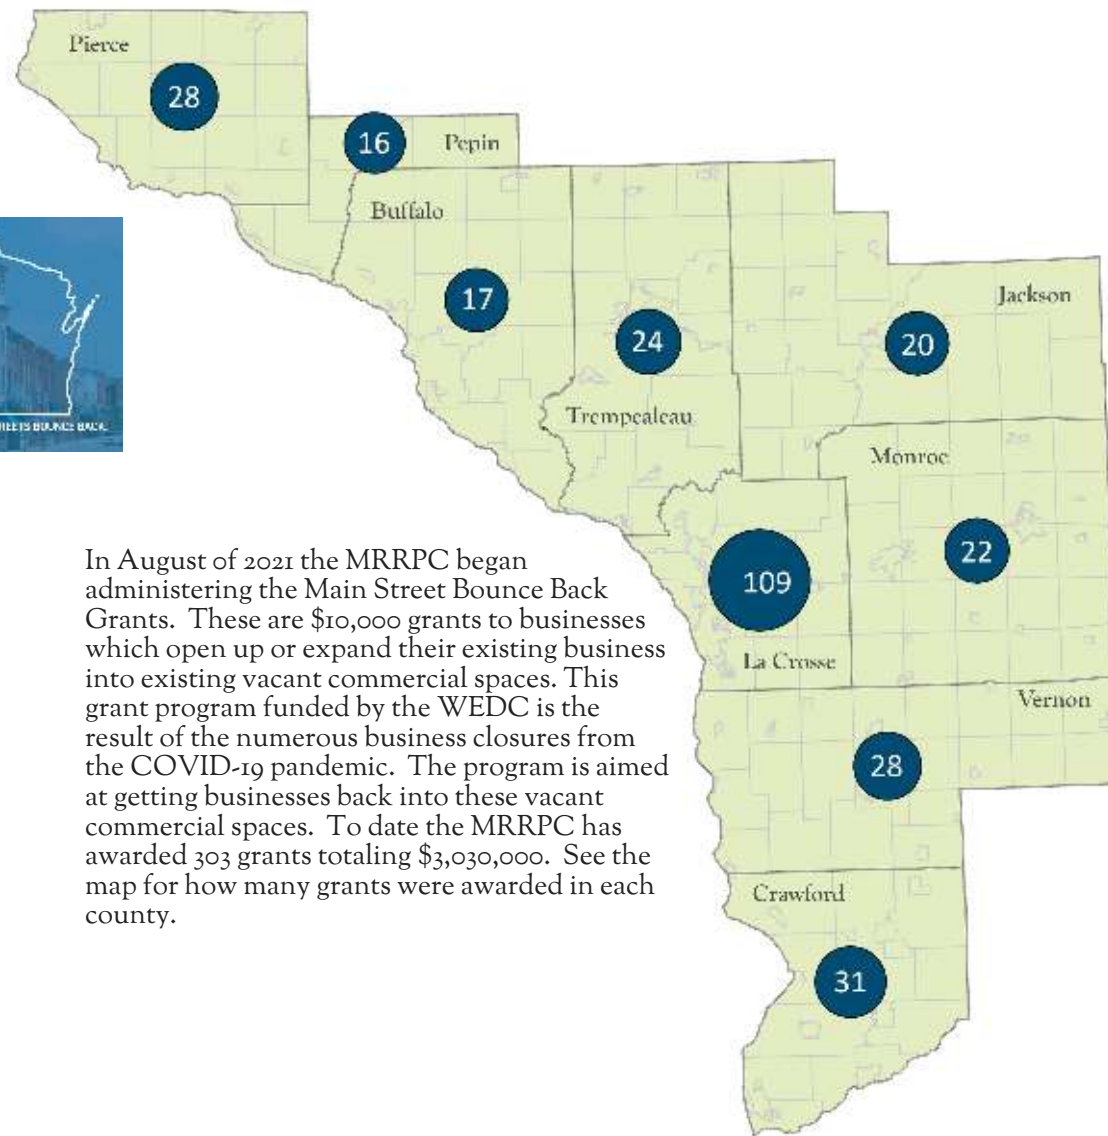 Pierce
28
16
Pepin
Buffalo
17
24
Jackson
20
Trempealeau
Monroe
22
109
La Crosse
Vernon
28
Crawford
31
BOUNCE BACK
In August of 2021 the MRRPC began
administering the Main Street Bounce Back
Grants. These are $10,000 grants to businesses
which open up or expand their existing business
into existing vacant commercial spaces. This
grant program funded by the WEDC is the
result of the numerous business closures from
the COVID-19 pandemic. The program is aimed
at getting businesses back into these vacant
commercial spaces. To date the MRRPC has
awarded 303 grants totaling $3,030,000. See the
map for how many grants were awarded in each
county.